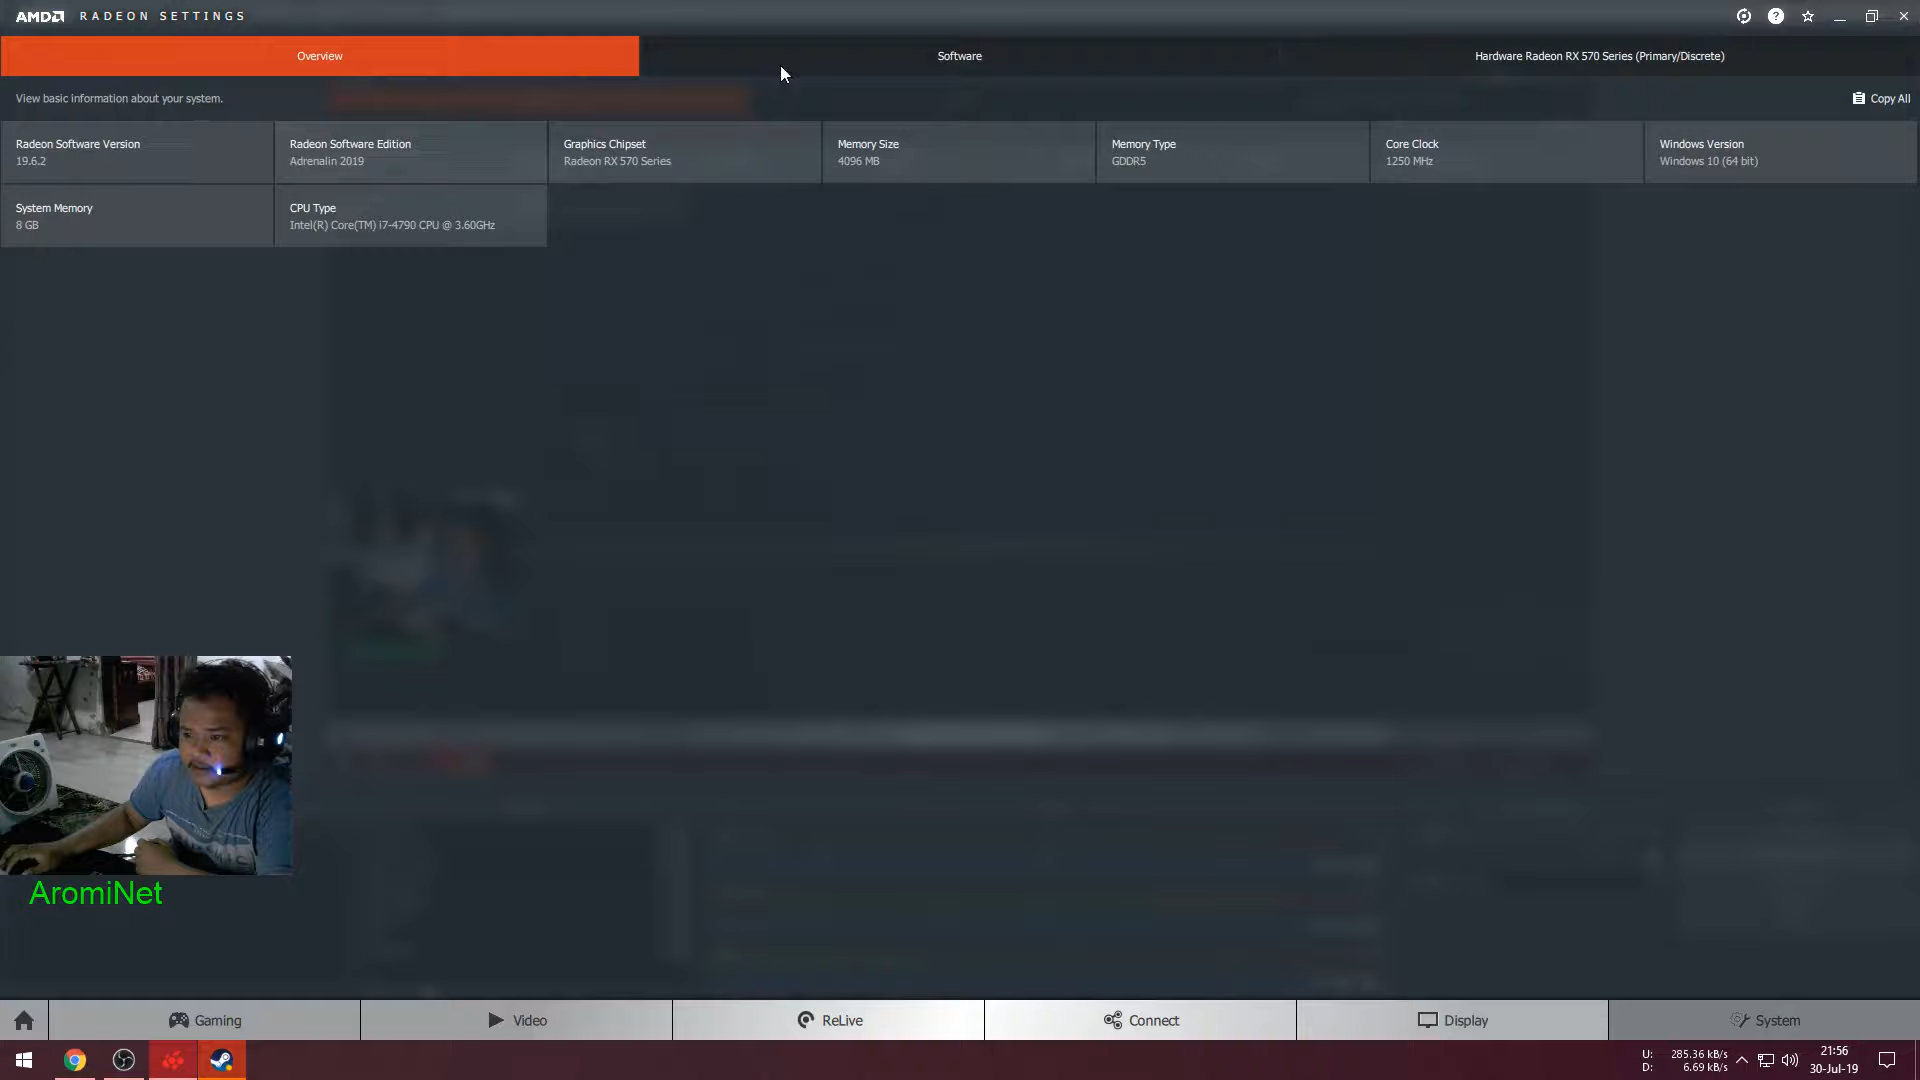 AMD RADEON SETTINGS
Overview
Software
Hardware Radeon RX 570 Series (Primary/Discrete)
View basic information about your system.
Copy All
Radeon Software Version
19.6.2
Radeon Software Edition
Adrenalin 2019
Graphics Chipset
Radeon RX 570 Series
Memory Size
4096 MB
Memory Type
GDDR5
Core Clock
1250 MHz
Windows Version
Windows 10 (64 bit)
System Memory
8 GB
CPU Type
Intel(R) Core(TM) i7-4790 CPU @ 3.60GHz
AromiNet
Gaming
Video
ReLive
Connect
Display
System
U: 285.36 kB/s
D: 6.69 kB/s
21:56
30-Jul-19